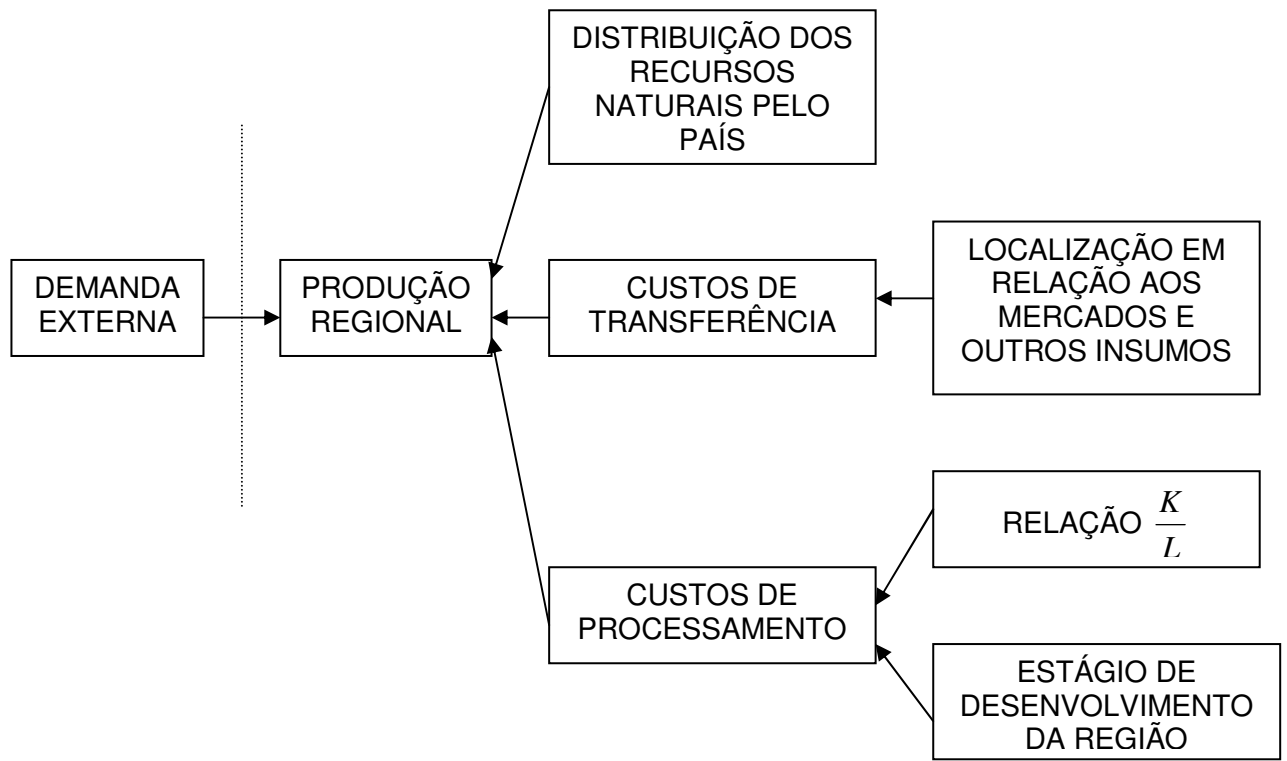 DISTRIBUIÇÃO DOS
RECURSOS
NATURAIS PELO
PAÍS
DEMANDA
EXTERNA
PRODUÇÃO
REGIONAL
CUSTOS DE
TRANSFERÊNCIA
LOCALIZAÇÃO EM
RELAÇÃO AOS
MERCADOS E
OUTROS INSUMOS
RELAÇÃO K/L
CUSTOS DE
PROCESSAMENTO
ESTÁGIO DE
DESENVOLVIMENTO
DA REGIÃO